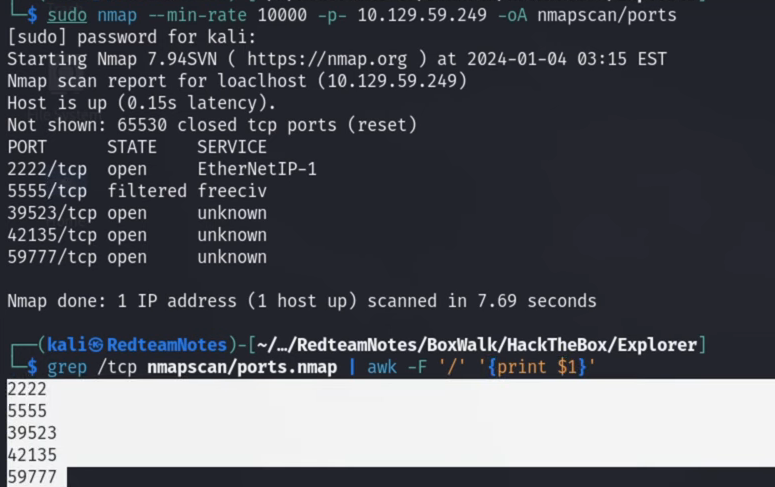 └─$ sudo nmap --min-rate 10000 -p- 10.129.59.249 -oA nmapscan/ports
[sudo] password for kali:
Starting Nmap 7.94SVN ( https://nmap.org ) at 2024-01-04 03:15 EST
Nmap scan report for loaclhost (10.129.59.249)
Host is up (0.15s latency).
Not shown: 65530 closed tcp ports (reset)
PORT      STATE    SERVICE
2222/tcp  open     EtherNetIP-1
5555/tcp  filtered freeciv
39523/tcp open     unknown
42135/tcp open     unknown
59777/tcp open     unknown
Nmap done: 1 IP address (1 host up) scanned in 7.69 seconds
┌──(kali㉿RedteamNotes)-[~/…/RedteamNotes/BoxWalk/HackTheBox/Explorer]
└─$ grep /tcp nmapscan/ports.nmap | awk -F '/' '{print $1}'
2222
5555
39523
42135
59777